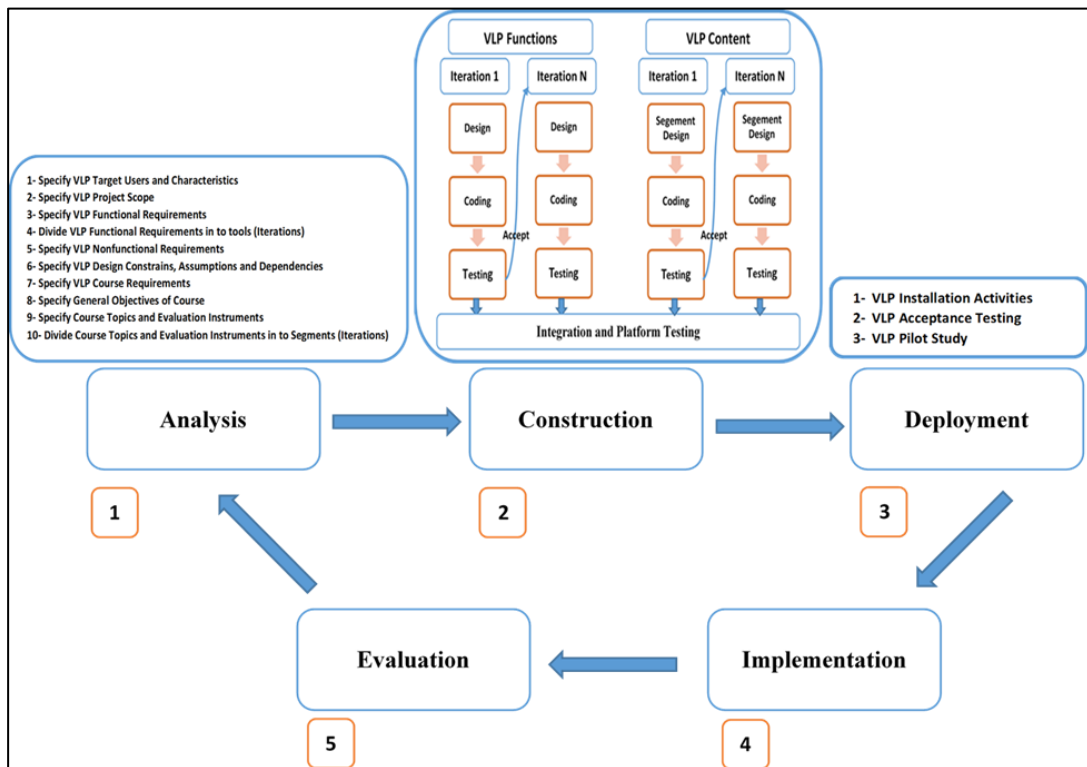 VLP Functions
VLP Content
Iteration 1
Iteration N
Iteration 1
Iteration N
Design
Design
Segement
Design
Segement
Design
Coding
Coding
Coding
Coding
Accept
Accept
Testing
Testing
Testing
Testing
Integration and Platform Testing
1- Specify VLP Target Users and Characteristics
2- Specify VLP Project Scope
3- Specify VLP Functional Requirements
4- Divide VLP Functional Requirements in to tools (Iterations)
5- Specify VLP Nonfunctional Requirements
6- Specify VLP Design Constrains, Assumptions and Dependencies
7- Specify VLP Course Requirements
8- Specify General Objectives of Course
9- Specify Course Topics and Evaluation Instruments
10- Divide Course Topics and Evaluation Instruments in to Segments (Iterations)
1- VLP Installation Activities
2- VLP Acceptance Testing
3- VLP Pilot Study
Analysis
Construction
Deployment
1
2
3
Evaluation
Implementation
5
4